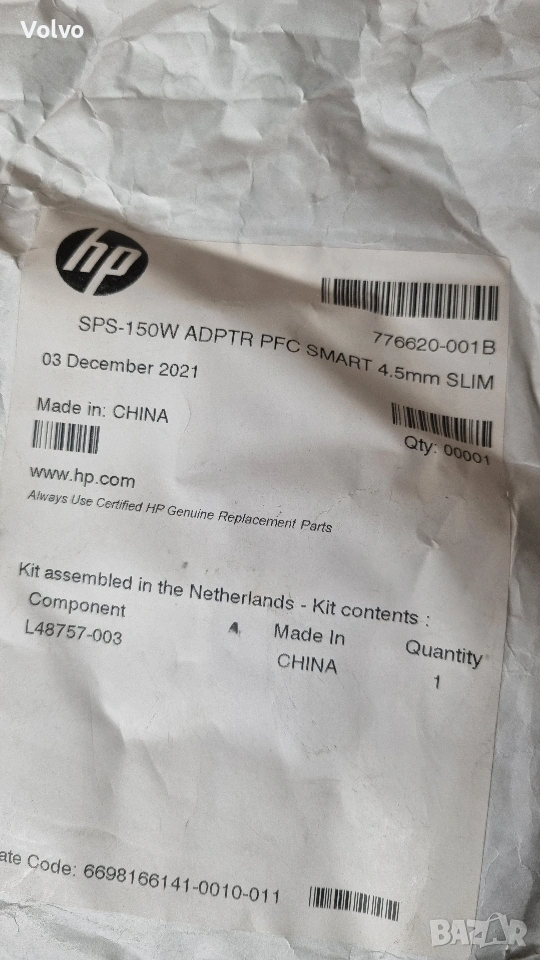 Volvo
hp
776620-001B
SPS-150W ADPTR PFC SMART 4.5mm SLIM
03 December 2021
Made in: CHINA
Qty: 00001
www.hp.com
Always Use Certified HP Genuine Replacement Parts
Kit assembled in the Netherlands - Kit contents :
Component Made In Quantity
L48757-003 CHINA 1
ate Code: 6698166141-0010-011
BAZAR